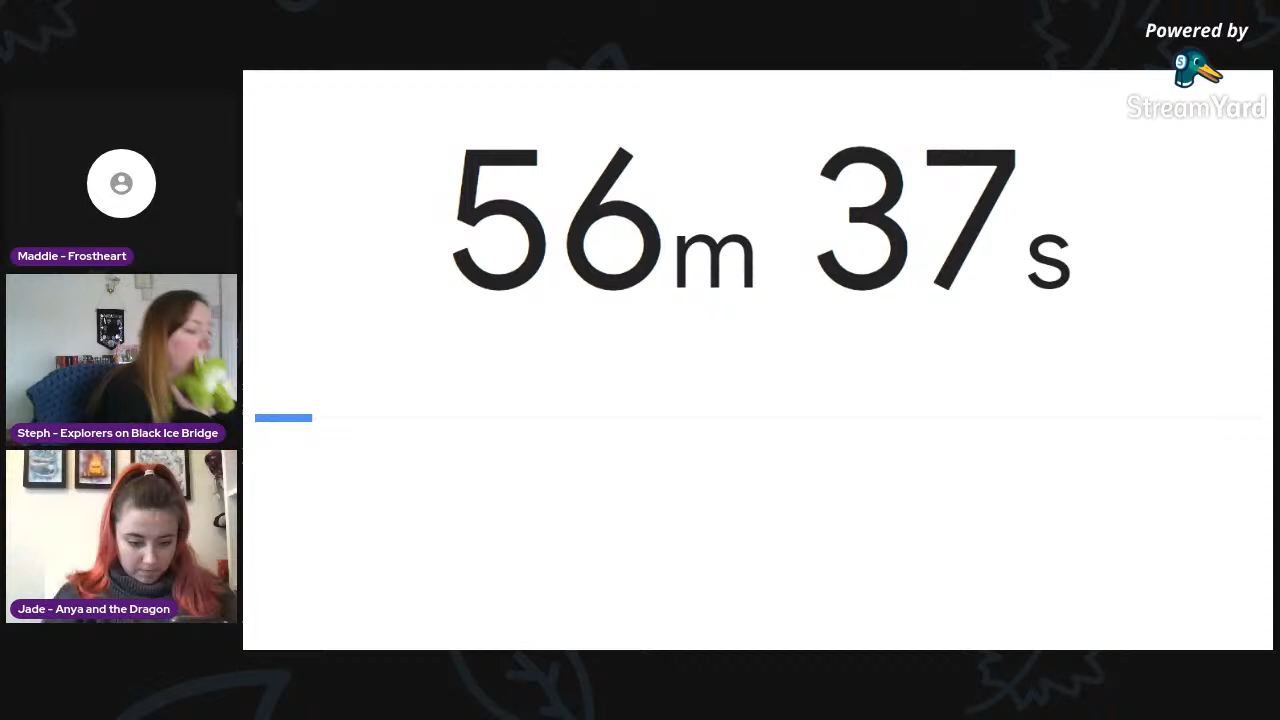 Powered by
StreamYard
56m 37s
Maddie - Frostheart
Steph - Explorers on Black Ice Bridge
Jade - Anya and the Dragon